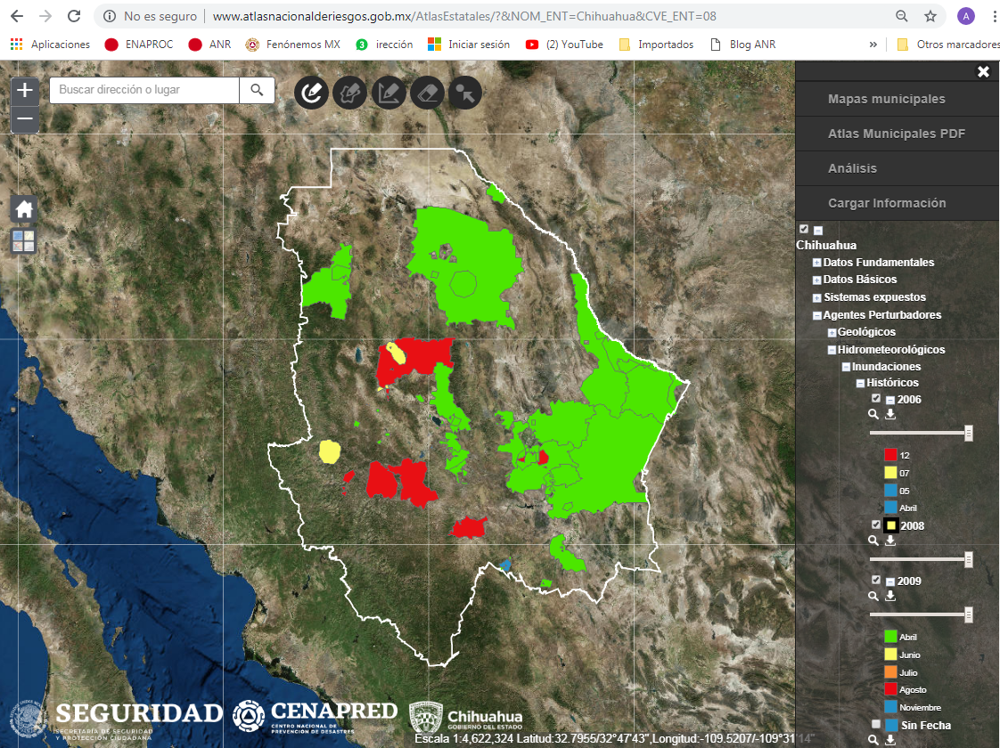 No es seguro | www.atlasnacionalderiesgos.gob.mx/AtlasEstatales/?&NOM_ENT=Chihuahua&CVE_ENT=08
A
Aplicaciones ENAPROC ANR Fenónemos MX 3 irección Iniciar sesión (2) YouTube Importados Blog ANR » Otros marcadores
+
Buscar dirección o lugar
−
Mapas municipales
Atlas Municipales PDF
Análisis
Cargar Información
Chihuahua
Datos Fundamentales
Datos Básicos
Sistemas expuestos
Agentes Perturbadores
Geológicos
Hidrometeorológicos
Inundaciones
Históricos
2006
12
07
05
Abril
2008
2009
Abril
Junio
Julio
Agosto
Noviembre
Sin Fecha
SEGURIDAD
SECRETARÍA DE SEGURIDAD
Y PROTECCIÓN CIUDADANA
CENAPRED
CENTRO NACIONAL DE
PREVENCIÓN DE DESASTRES
Chihuahua
GOBIERNO DEL ESTADO
Escala 1:4,622,324 Latitud:32.7955/32°47'43",Longitud:-109.5207/-109°31'14"